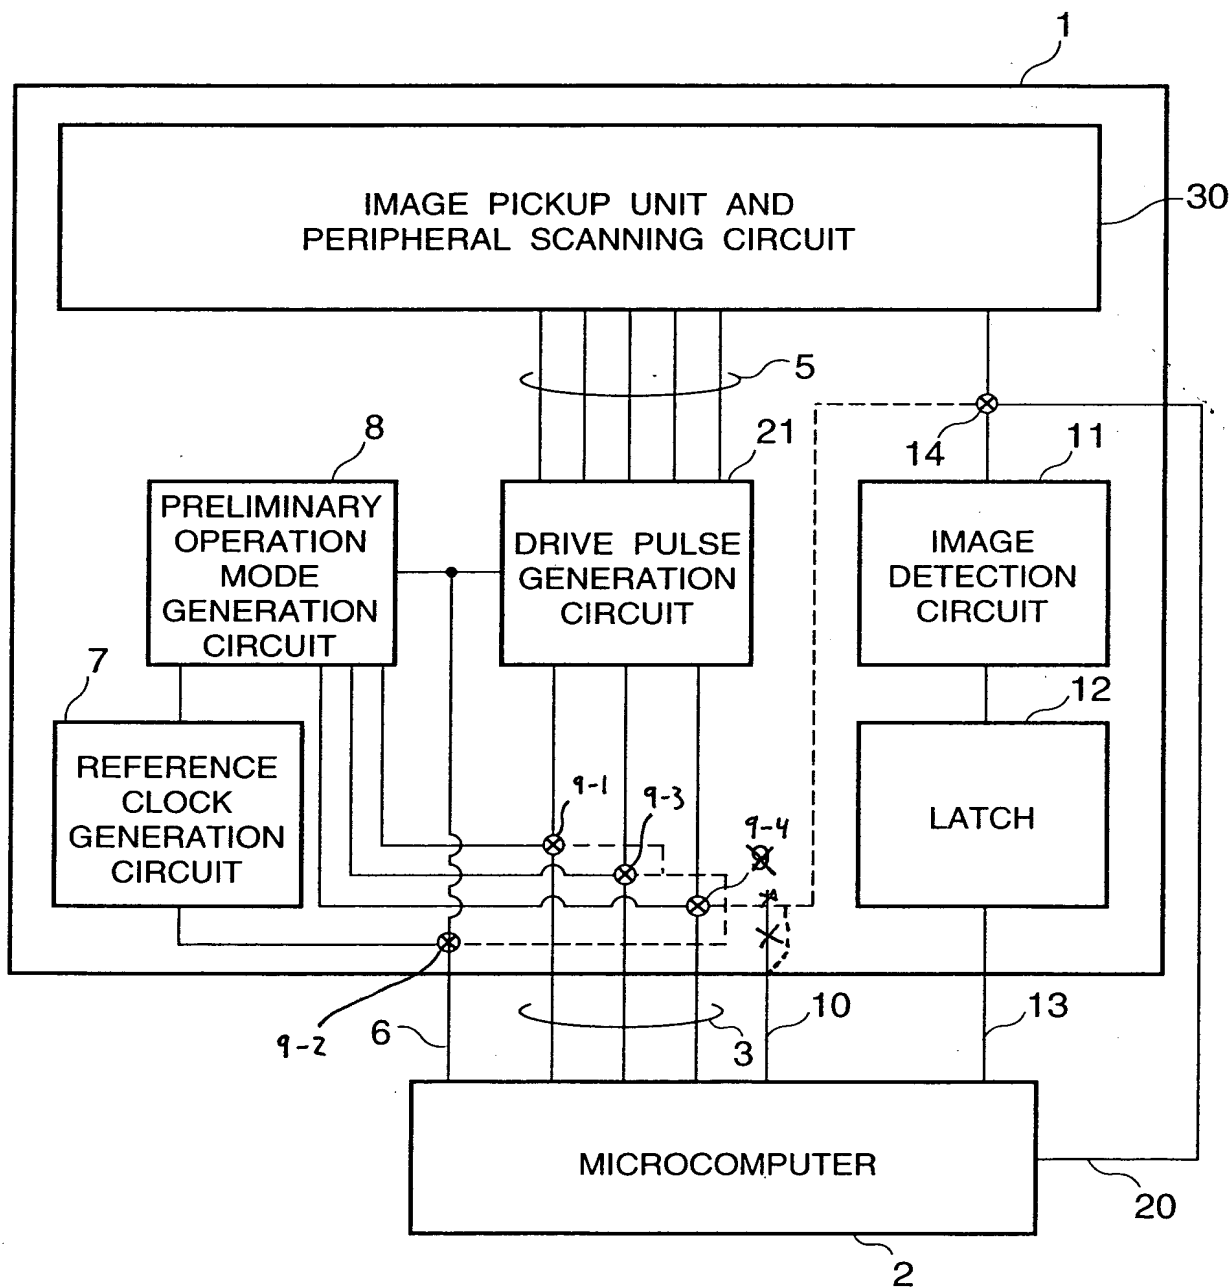 1
IMAGE PICKUP UNIT AND
PERIPHERAL SCANNING CIRCUIT
30
5
8
21
14
11
PRELIMINARY
OPERATION
MODE
GENERATION
CIRCUIT
DRIVE PULSE
GENERATION
CIRCUIT
IMAGE
DETECTION
CIRCUIT
7
12
REFERENCE
CLOCK
GENERATION
CIRCUIT
9-1
9-3
9-4
LATCH
9-2
6
3
10
13
MICROCOMPUTER
20
2